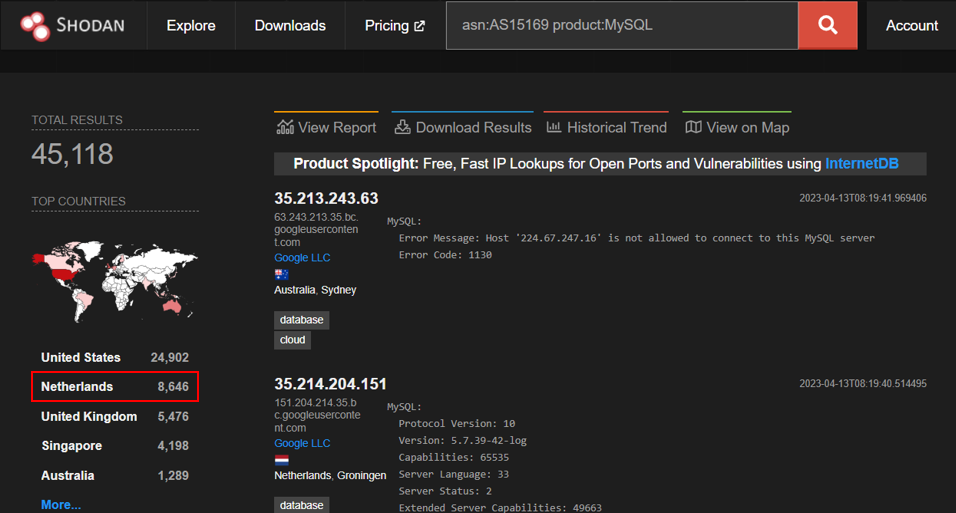 SHODAN
Explore
Downloads
Pricing
asn:AS15169 product:MySQL
Account
TOTAL RESULTS
45,118
TOP COUNTRIES
United States 24,902
Netherlands 8,646
United Kingdom 5,476
Singapore 4,198
Australia 1,289
More...
View Report
Download Results
Historical Trend
View on Map
Product Spotlight: Free, Fast IP Lookups for Open Ports and Vulnerabilities using InternetDB
35.213.243.63
2023-04-13T08:19:41.969406
63.243.213.35.bc.
googleuserconten
t.com
Google LLC
Australia, Sydney
database
cloud
MySQL:
Error Message: Host '224.67.247.16' is not allowed to connect to this MySQL server
Error Code: 1130
35.214.204.151
2023-04-13T08:19:40.514495
151.204.214.35.b
c.googleuserconte
nt.com
Google LLC
Netherlands, Groningen
database
MySQL:
Protocol Version: 10
Version: 5.7.39-42-log
Capabilities: 65535
Server Language: 33
Server Status: 2
Extended Server Capabilities: 49663